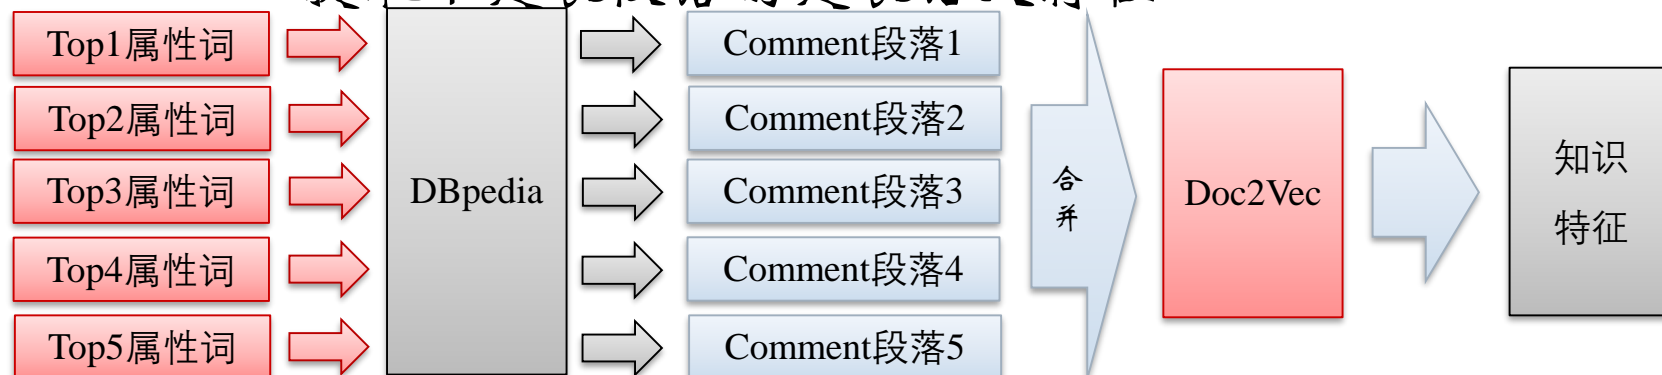 Top1属性词
Comment段落1
Top2属性词
Comment段落2
Top3属性词
DBpedia
Comment段落3
合并
Doc2Vec
知识
特征
Top4属性词
Comment段落4
Top5属性词
Comment段落5